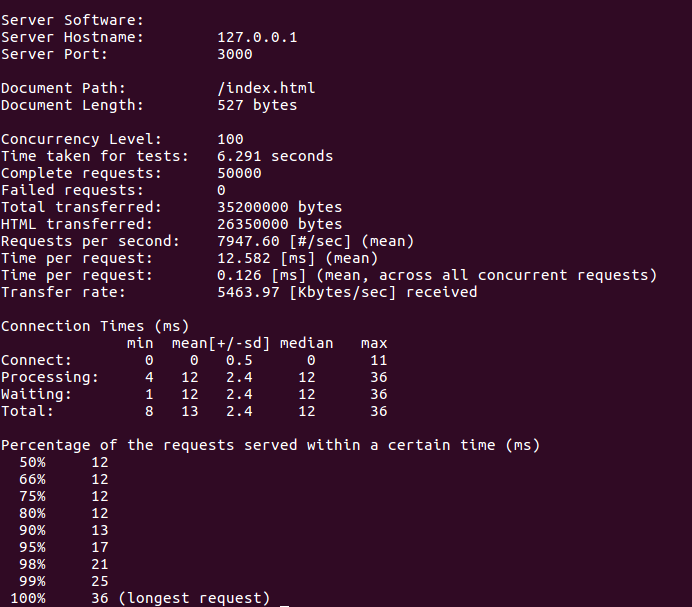 Server Software:
Server Hostname:        127.0.0.1
Server Port:            3000

Document Path:          /index.html
Document Length:        527 bytes

Concurrency Level:      100
Time taken for tests:   6.291 seconds
Complete requests:      50000
Failed requests:        0
Total transferred:      35200000 bytes
HTML transferred:       26350000 bytes
Requests per second:    7947.60 [#/sec] (mean)
Time per request:       12.582 [ms] (mean)
Time per request:       0.126 [ms] (mean, across all concurrent requests)
Transfer rate:          5463.97 [Kbytes/sec] received

Connection Times (ms)
              min  mean[+/-sd] median   max
Connect:        0    0   0.5      0      11
Processing:     4   12   2.4     12      36
Waiting:        1   12   2.4     12      36
Total:          8   13   2.4     12      36

Percentage of the requests served within a certain time (ms)
  50%     12
  66%     12
  75%     12
  80%     12
  90%     13
  95%     17
  98%     21
  99%     25
 100%     36 (longest request)